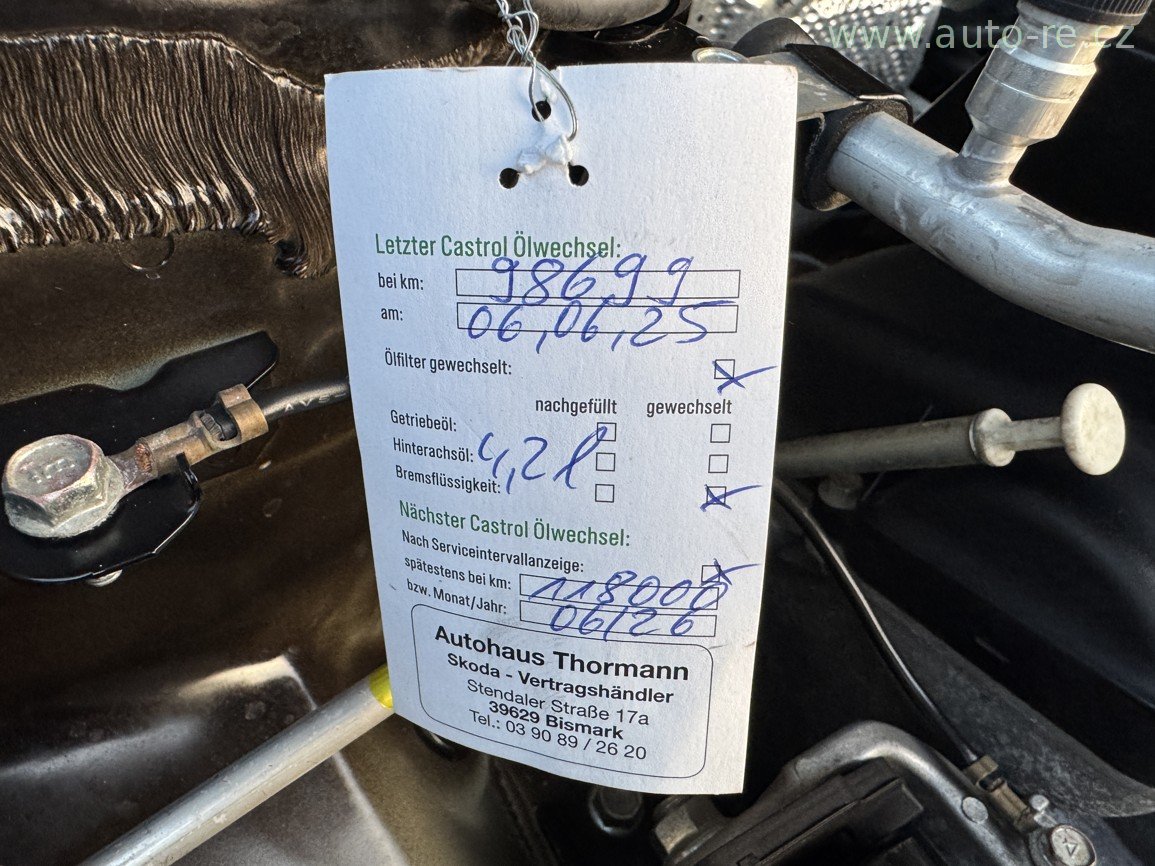 www.auto-re.cz
Letzter Castrol Ölwechsel:
bei km: 98699
am: 06,06,25
Ölfilter gewechselt:
nachgefüllt gewechselt
Getriebeöl:
Hinterachsöl: 4,2 l
Bremsflüssigkeit:
Nächster Castrol Ölwechsel:
Nach Serviceintervallanzeige:
spätestens bei km: 118000
bzw. Monat/Jahr: 06/26
Autohaus Thormann
Skoda - Vertragshändler
Stendaler Straße 17a
39629 Bismark
Tel.: 03 90 89 / 26 20